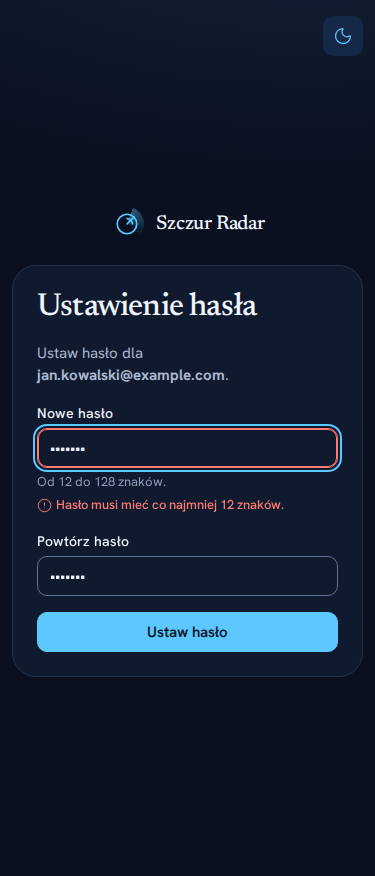 Szczur Radar
Ustawienie hasła
Ustaw hasło dla
jan.kowalski@example.com.
Nowe hasło
•••••••
Od 12 do 128 znaków.
Hasło musi mieć co najmniej 12 znaków.
Powtórz hasło
•••••••
Ustaw hasło